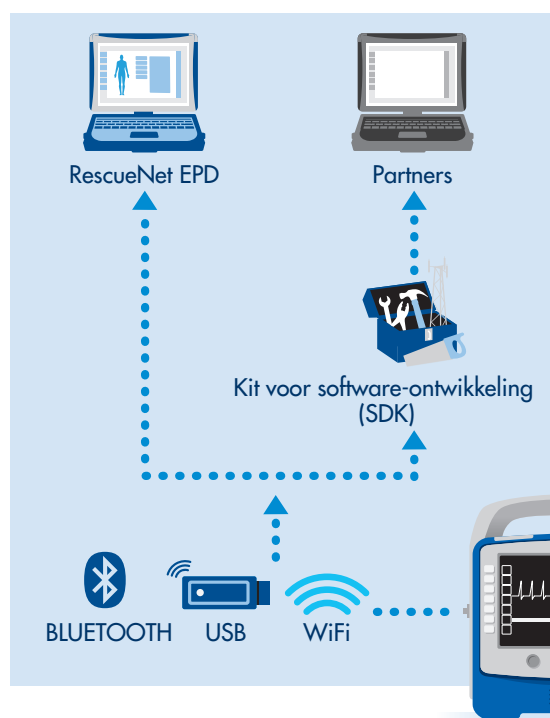 RescueNet EPD
Partners
Kit voor software-ontwikkeling
(SDK)
BLUETOOTH
USB
WiFi